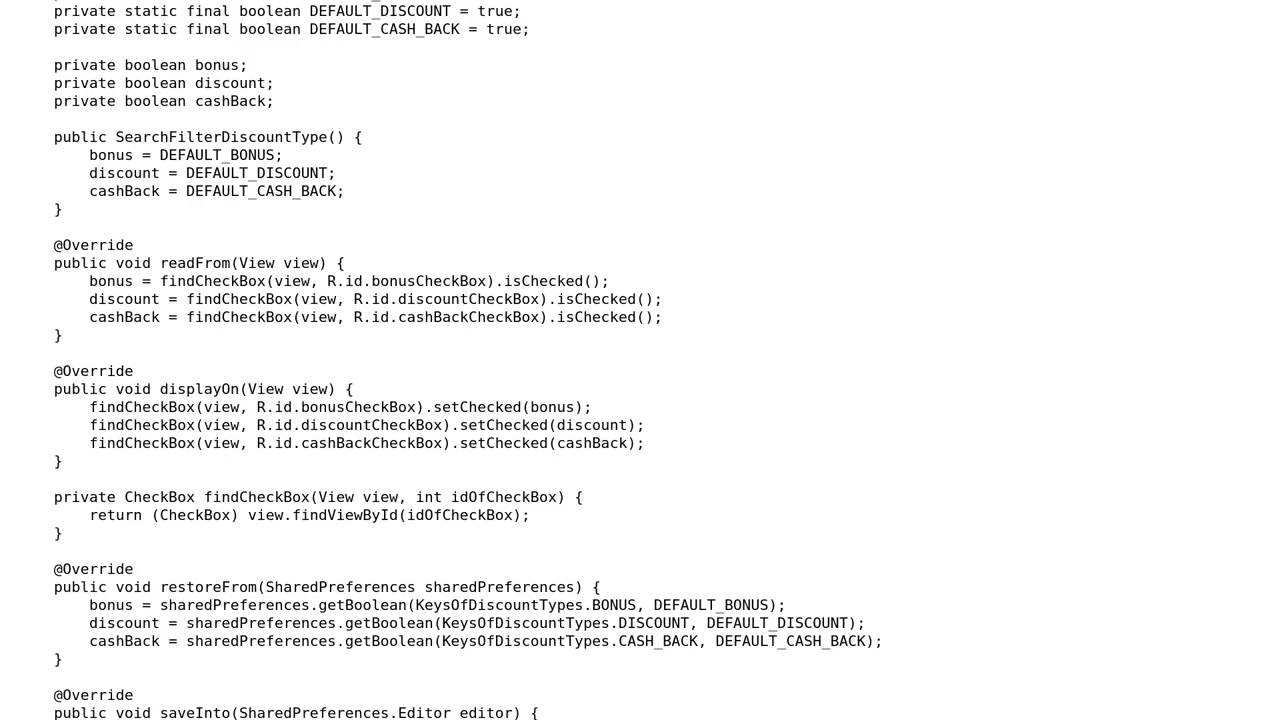 private static final boolean DEFAULT_DISCOUNT = true;
private static final boolean DEFAULT_CASH_BACK = true;

private boolean bonus;
private boolean discount;
private boolean cashBack;

public SearchFilterDiscountType() {
    bonus = DEFAULT_BONUS;
    discount = DEFAULT_DISCOUNT;
    cashBack = DEFAULT_CASH_BACK;
}

@Override
public void readFrom(View view) {
    bonus = findCheckBox(view, R.id.bonusCheckBox).isChecked();
    discount = findCheckBox(view, R.id.discountCheckBox).isChecked();
    cashBack = findCheckBox(view, R.id.cashBackCheckBox).isChecked();
}

@Override
public void displayOn(View view) {
    findCheckBox(view, R.id.bonusCheckBox).setChecked(bonus);
    findCheckBox(view, R.id.discountCheckBox).setChecked(discount);
    findCheckBox(view, R.id.cashBackCheckBox).setChecked(cashBack);
}

private CheckBox findCheckBox(View view, int idOfCheckBox) {
    return (CheckBox) view.findViewById(idOfCheckBox);
}

@Override
public void restoreFrom(SharedPreferences sharedPreferences) {
    bonus = sharedPreferences.getBoolean(KeysOfDiscountTypes.BONUS, DEFAULT_BONUS);
    discount = sharedPreferences.getBoolean(KeysOfDiscountTypes.DISCOUNT, DEFAULT_DISCOUNT);
    cashBack = sharedPreferences.getBoolean(KeysOfDiscountTypes.CASH_BACK, DEFAULT_CASH_BACK);
}

@Override
public void saveInto(SharedPreferences.Editor editor) {